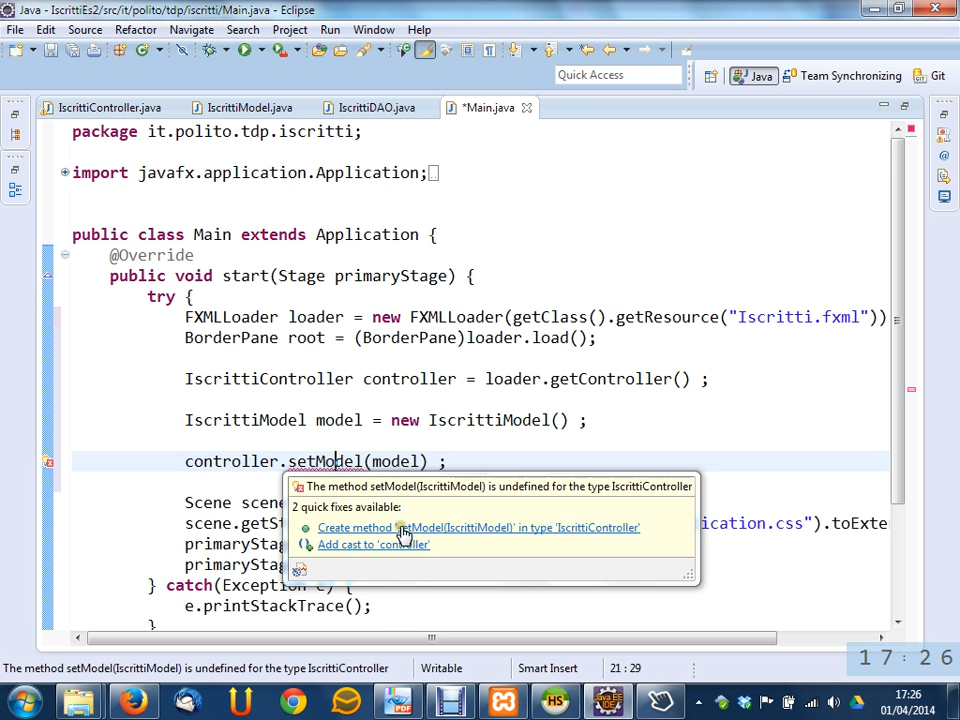 Java - IscrittiEs2/src/it/polito/tdp/iscritti/Main.java - Eclipse
File Edit Source Refactor Navigate Search Project Run Window Help
Quick Access
Java Team Synchronizing Git
IscrittiController.java IscrittiModel.java IscrittiDAO.java *Main.java
package it.polito.tdp.iscritti;
import javafx.application.Application;
public class Main extends Application {
@Override
public void start(Stage primaryStage) {
try {
FXMLLoader loader = new FXMLLoader(getClass().getResource("Iscritti.fxml"))
BorderPane root = (BorderPane)loader.load();
IscrittiController controller = loader.getController() ;
IscrittiModel model = new IscrittiModel() ;
controller.setModel(model) ;
The method setModel(IscrittiModel) is undefined for the type IscrittiController
2 quick fixes available:
Create method 'setModel(IscrittiModel)' in type 'IscrittiController'
Add cast to 'controller'
Scene scene
scene.getSt lication.css").toExter
primaryStag
primaryStag
} catch(Exception e) {
e.printStackTrace();
}
17:26
The method setModel(IscrittiModel) is undefined for the type IscrittiController Writable Smart Insert 21 : 29
HS
Java EE
IDE
17:26
01/04/2014